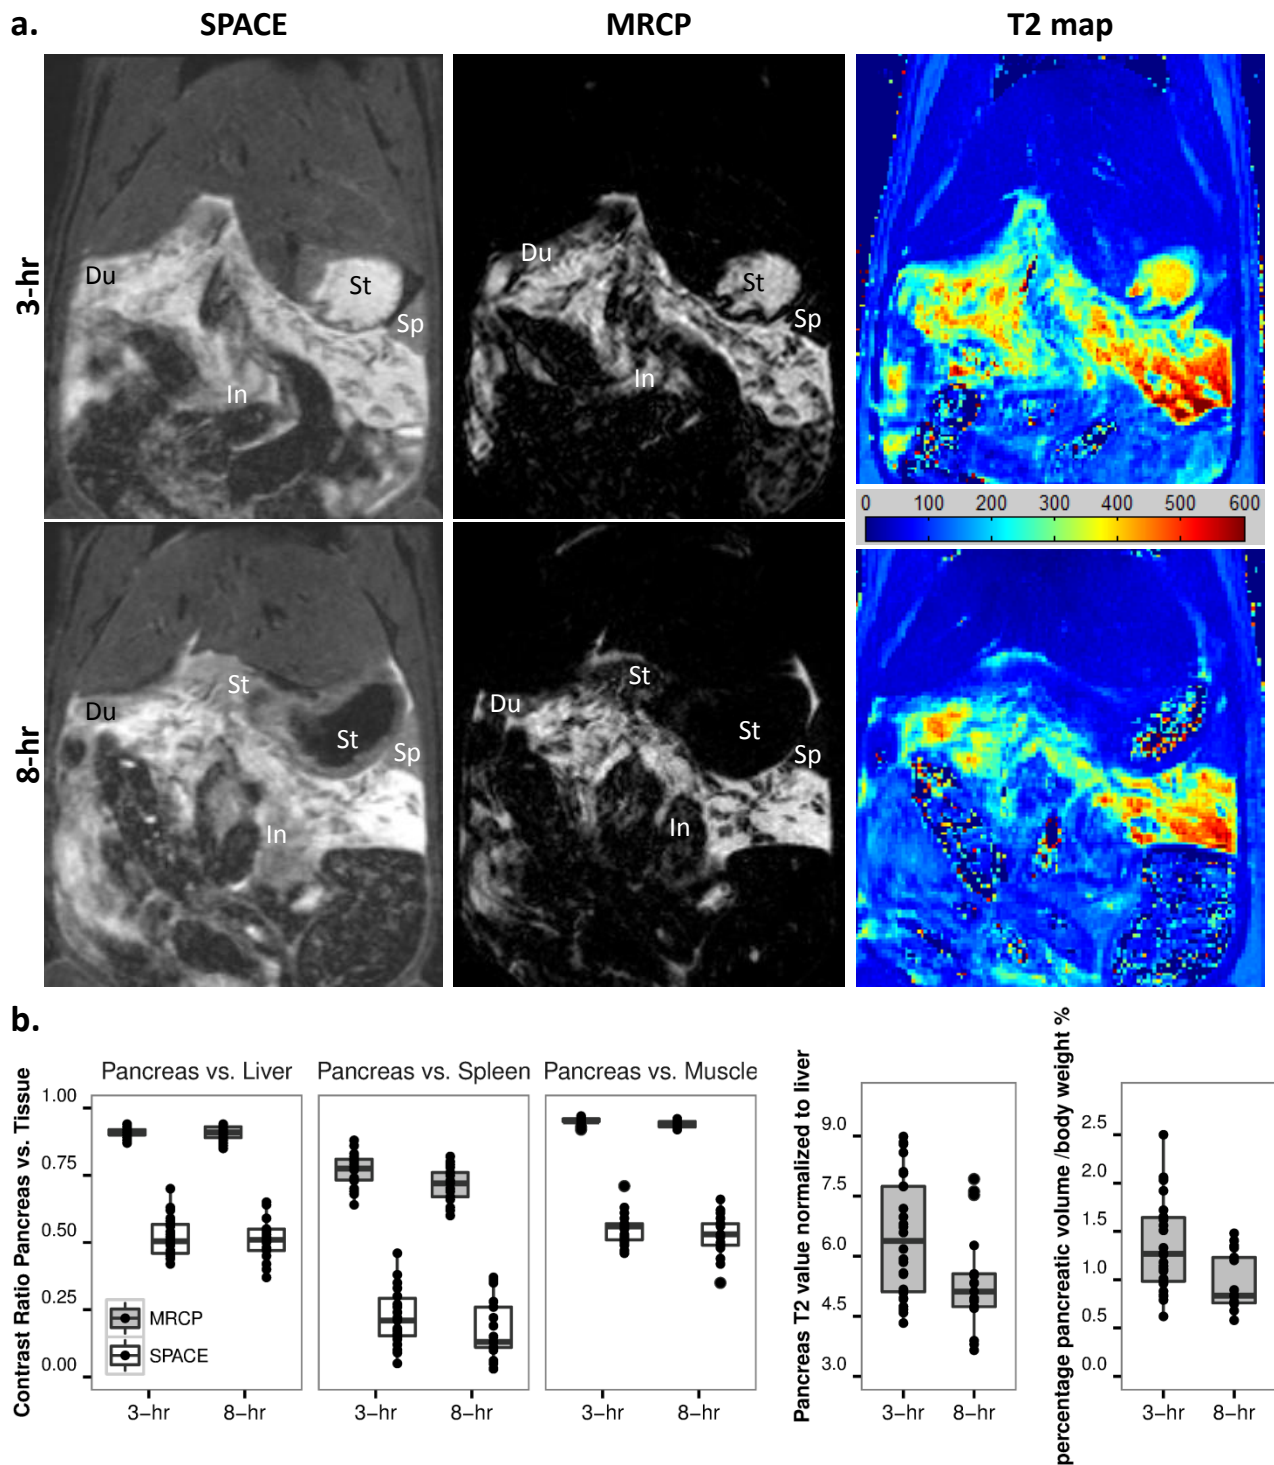 a.
SPACE MRCP T2 map
3-hr
Du St Sp In
Du St Sp In
0 100 200 300 400 500 600
8-hr
Du St St Sp In
Du St St Sp In
b.
Contrast Ratio Pancreas vs. Tissue
Pancreas vs. Liver Pancreas vs. Spleen Pancreas vs. Muscle
1.00
0.75
0.50
0.25
0.00
MRCP
SPACE
3-hr 8-hr 3-hr 8-hr 3-hr 8-hr
Pancreas T2 value normalized to liver
9.0
7.5
6.0
4.5
3.0
3-hr 8-hr
percentage pancreatic volume /body weight %
2.5
2.0
1.5
1.0
0.5
0.0
3-hr 8-hr